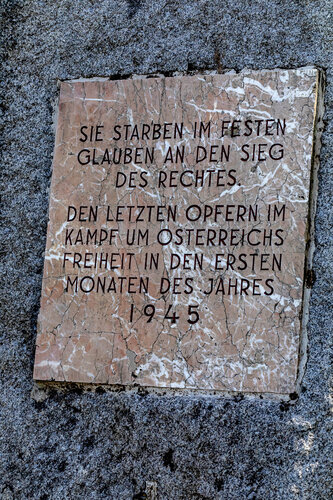 SIE STARBEN IM FESTEN
GLAUBEN AN DEN SIEG
DES RECHTES.
DEN LETZTEN OPFERN IM
KAMPF UM ÖSTERREICHS
FREIHEIT IN DEN ERSTEN
MONATEN DES JAHRES
1945